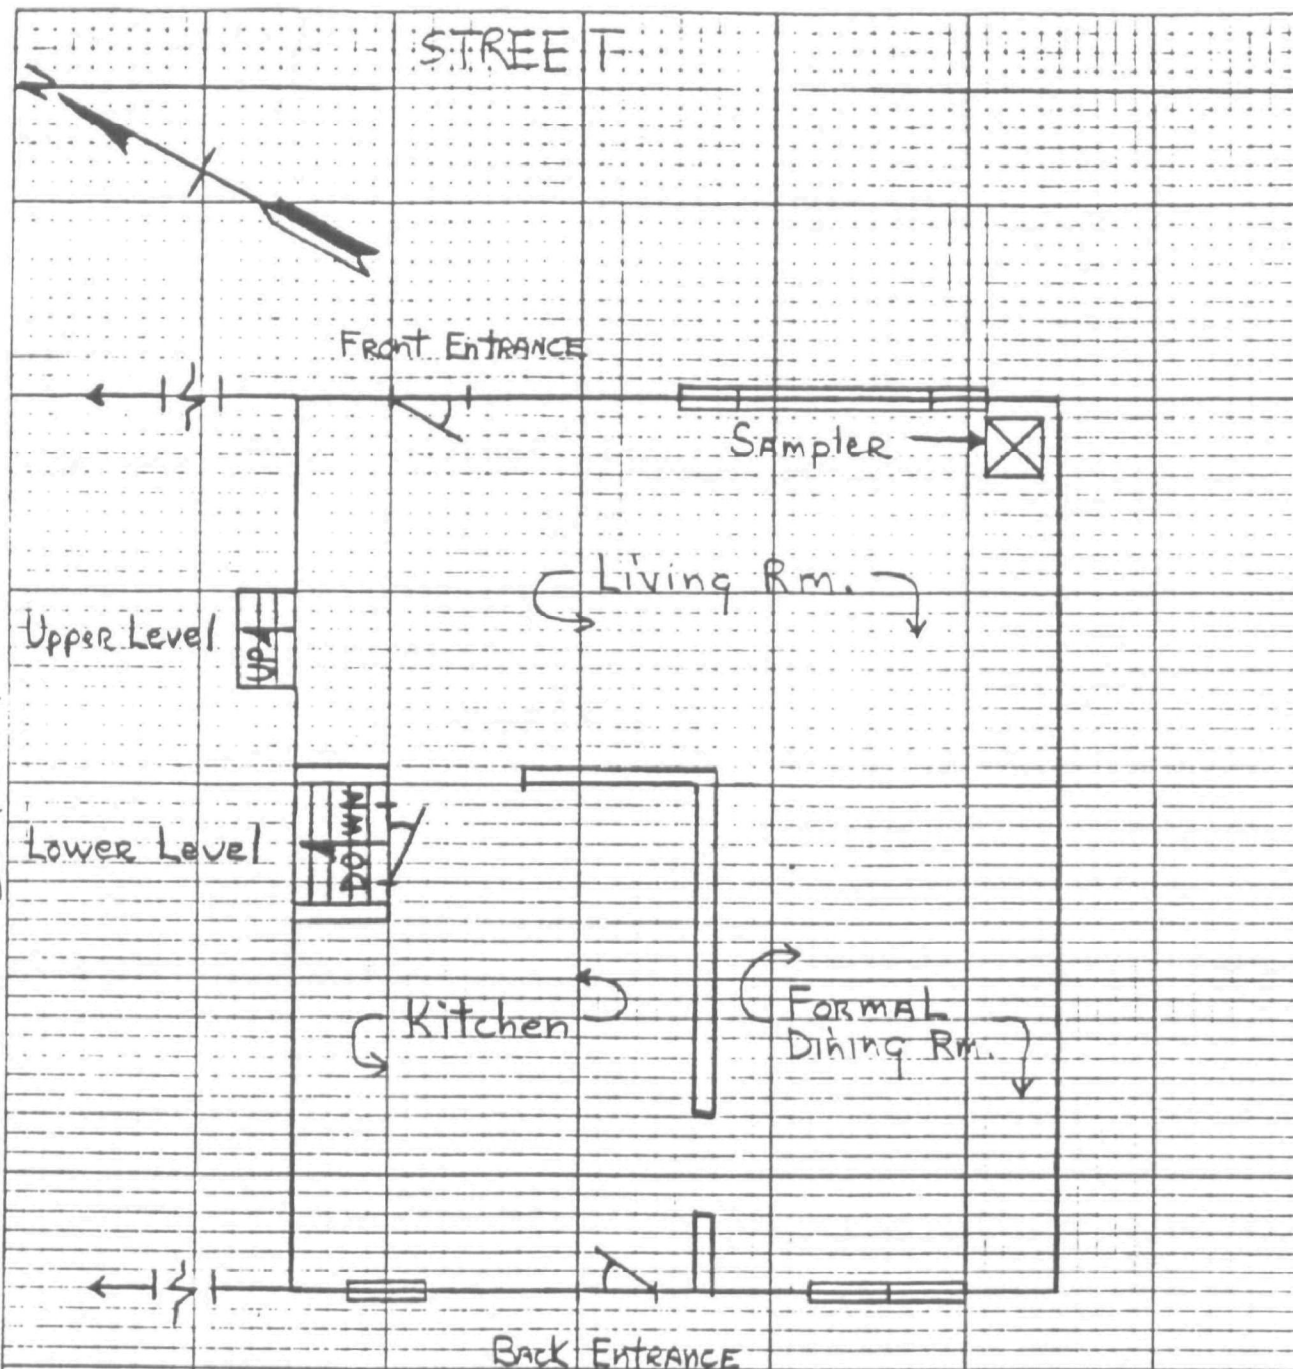 STREET
N
FRONT ENTRANCE
SAmpleR
Living Rm.
UppeR Level
UP
DOWN
LoweR Level
Kitchen
FORMAL
Dining Rm.
BACK ENTRANCE